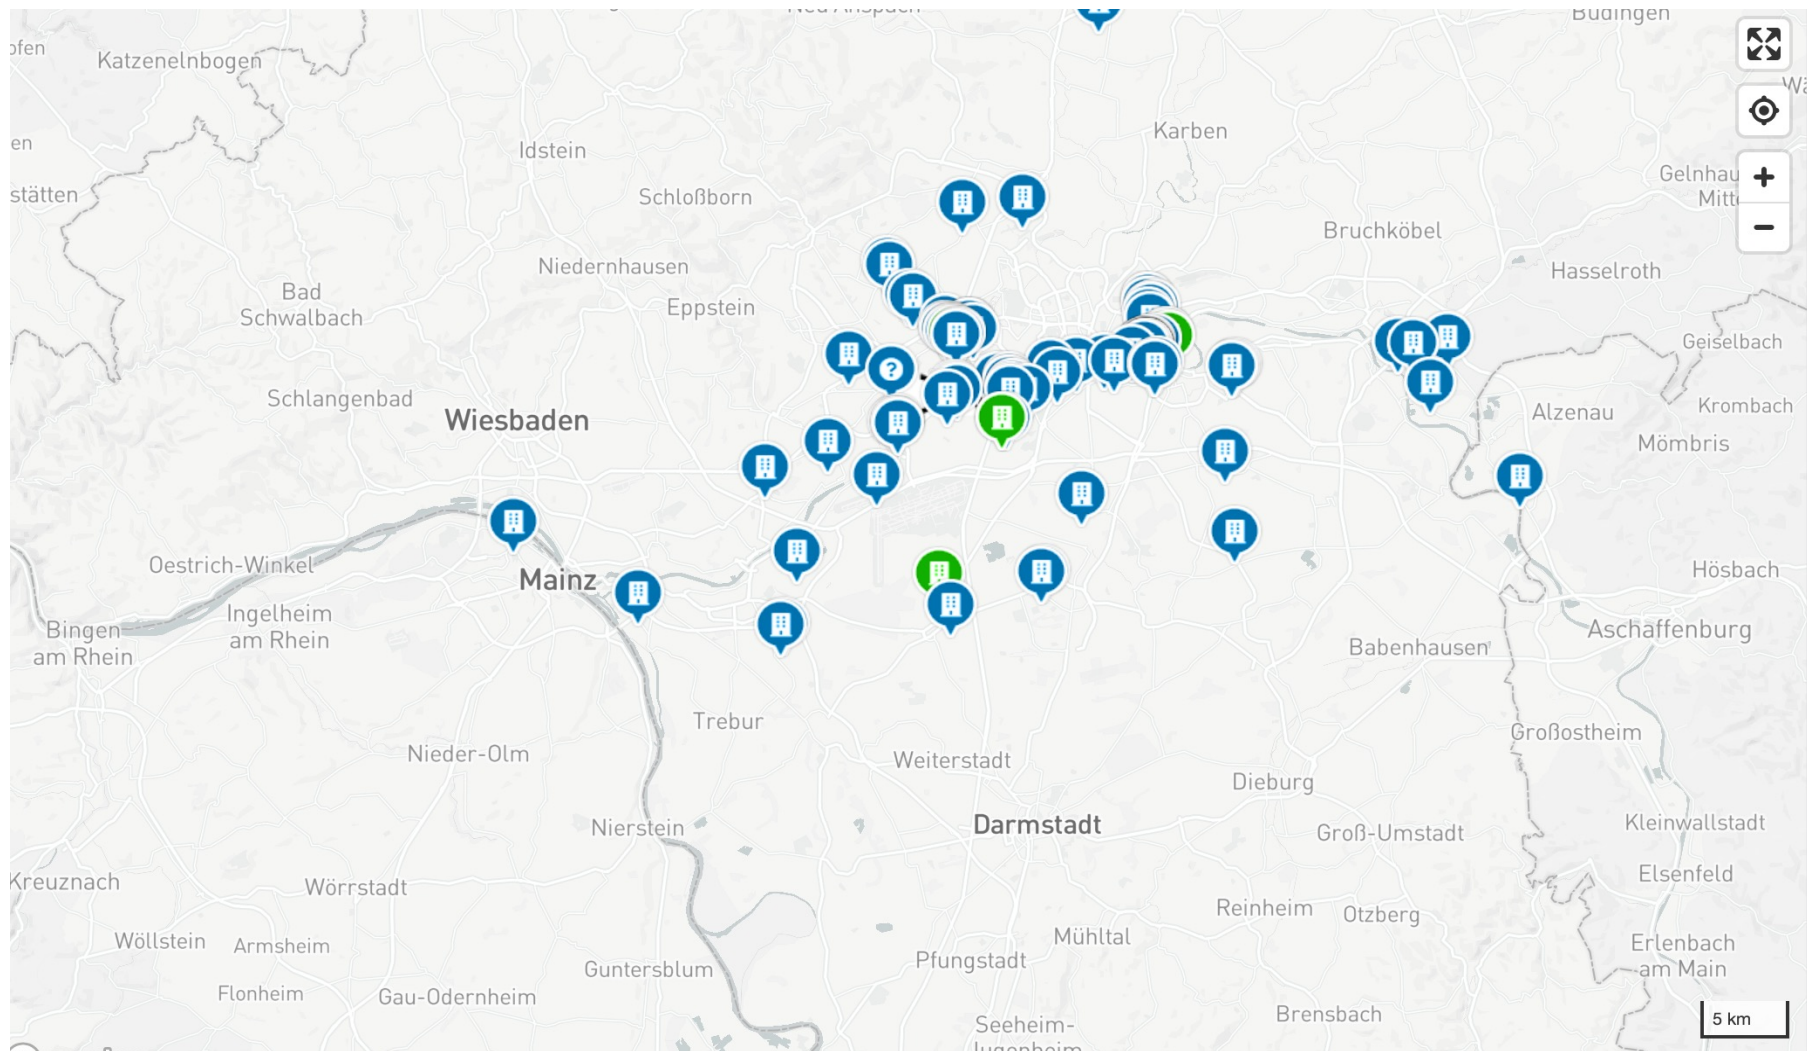 Büdingen
Katzenelnbogen
Karben
Idstein
Gelnhau
Mitt
stätten
Schloßborn
Bruchköbel
Niedernhausen
Hasselroth
Bad
Schwalbach
Eppstein
Geiselbach
Schlangenbad
Alzenau
Krombach
Wiesbaden
Mömbris
?
Oestrich-Winkel
Mainz
Hösbach
Ingelheim
am Rhein
Bingen
am Rhein
Aschaffenburg
Babenhausen
Trebur
Großostheim
Nieder-Olm
Weiterstadt
Dieburg
Nierstein
Darmstadt
Groß-Umstadt
Kleinwallstadt
Kreuznach
Wörrstadt
Elsenfeld
Reinheim
Otzberg
Wöllstein
Armsheim
Mühltal
Erlenbach
am Main
Guntersblum
Pfungstadt
Flonheim
Gau-Odernheim
Brensbach
Seeheim-
Jugenheim
5 km